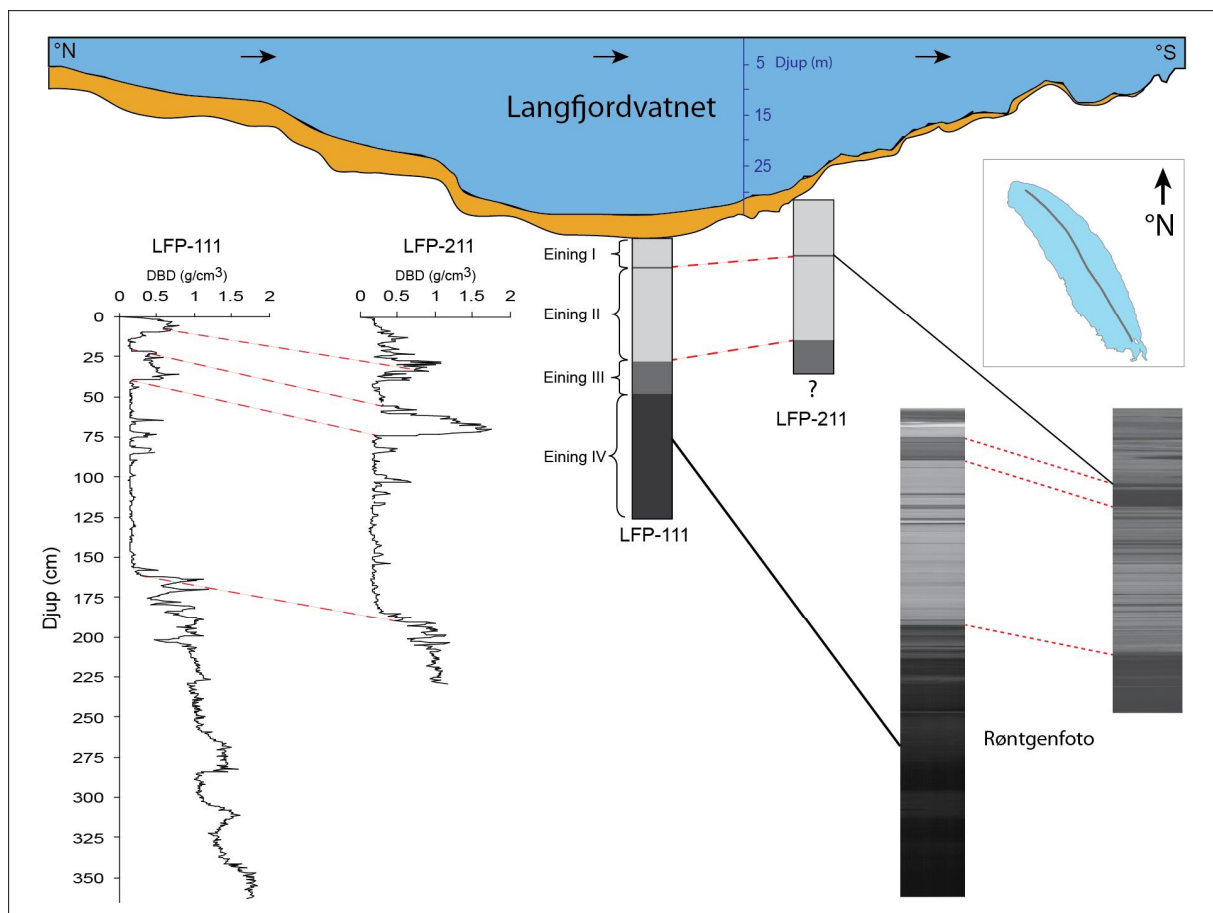 °N
°S
5 Djup (m)
15
25
Langfjordvatnet
°N
LFP-111
DBD (g/cm3)
0 0.5 1 1.5 2
LFP-211
DBD (g/cm3)
0 0.5 1 1.5 2
Djup (cm)
0
25
50
75
100
125
150
175
200
225
250
275
300
325
350
Eining I
Eining II
Eining III
Eining IV
LFP-111
?
LFP-211
Røntgenfoto